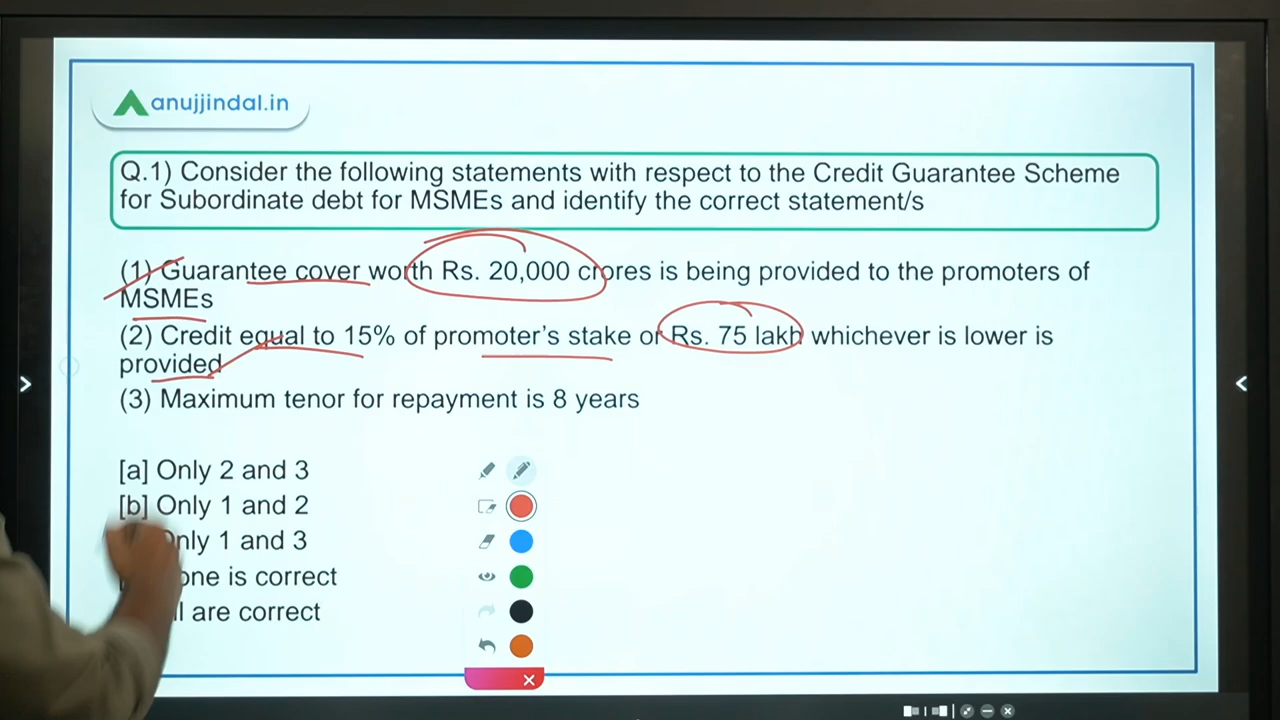 anujjindal.in
Q.1) Consider the following statements with respect to the Credit Guarantee Scheme
for Subordinate debt for MSMEs and identify the correct statement/s
(1) Guarantee cover worth Rs. 20,000 crores is being provided to the promoters of
MSMEs
(2) Credit equal to 15% of promoter's stake or Rs. 75 lakh whichever is lower is
provided
(3) Maximum tenor for repayment is 8 years
[a] Only 2 and 3
[b] Only 1 and 2
Only 1 and 3
is correct
are correct